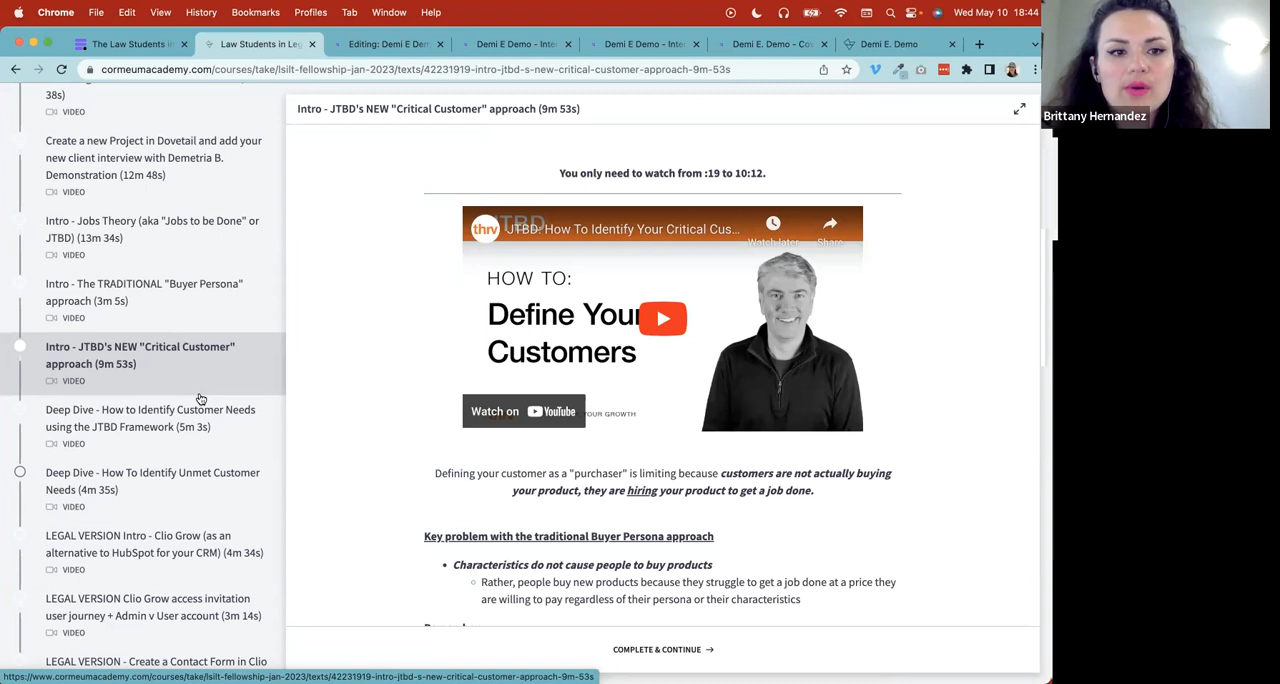 Chrome File Edit View History Bookmarks Profiles Tab Window Help
Wed May 10 18:44
The Law Students in
Law Students in Leg
Editing: Demi E Dem
Demi E Demo - Inte
Demi E Demo - Inte
Demi E. Demo - Co
Demi E. Demo
cormeumacademy.com/courses/take/lsilt-fellowship-jan-2023/texts/42231919-intro-jtbd-s-new-critical-customer-approach-9m-53s
Brittany Hernandez
38s)
VIDEO
Create a new Project in Dovetail and add your
new client interview with Demetria B.
Demonstration (12m 48s)
VIDEO
Intro - Jobs Theory (aka "Jobs to be Done" or
JTBD) (13m 34s)
VIDEO
Intro - The TRADITIONAL "Buyer Persona"
approach (3m 5s)
VIDEO
Intro - JTBD's NEW "Critical Customer"
approach (9m 53s)
VIDEO
Deep Dive - How to Identify Customer Needs
using the JTBD Framework (5m 3s)
VIDEO
Deep Dive - How To Identify Unmet Customer
Needs (4m 35s)
VIDEO
LEGAL VERSION Intro - Clio Grow (as an
alternative to HubSpot for your CRM) (4m 34s)
VIDEO
LEGAL VERSION Clio Grow access invitation
user journey + Admin v User account (3m 14s)
VIDEO
LEGAL VERSION - Create a Contact Form in Clio
Intro - JTBD's NEW "Critical Customer" approach (9m 53s)
You only need to watch from :19 to 10:12.
thrv
JTBD: How To Identify Your Critical Cus...
Watch later
Share
HOW TO:
Define Your
Customers
Watch on YouTube
YOUR GROWTH
Defining your customer as a "purchaser" is limiting because customers are not actually buying
your product, they are hiring your product to get a job done.
Key problem with the traditional Buyer Persona approach
• Characteristics do not cause people to buy products
○ Rather, people buy new products because they struggle to get a job done at a price they
are willing to pay regardless of their persona or their characteristics
COMPLETE & CONTINUE →
https://www.cormeumacademy.com/courses/take/lsilt-fellowship-jan-2023/texts/42231919-intro-jtbd-s-new-critical-customer-approach-9m-53s